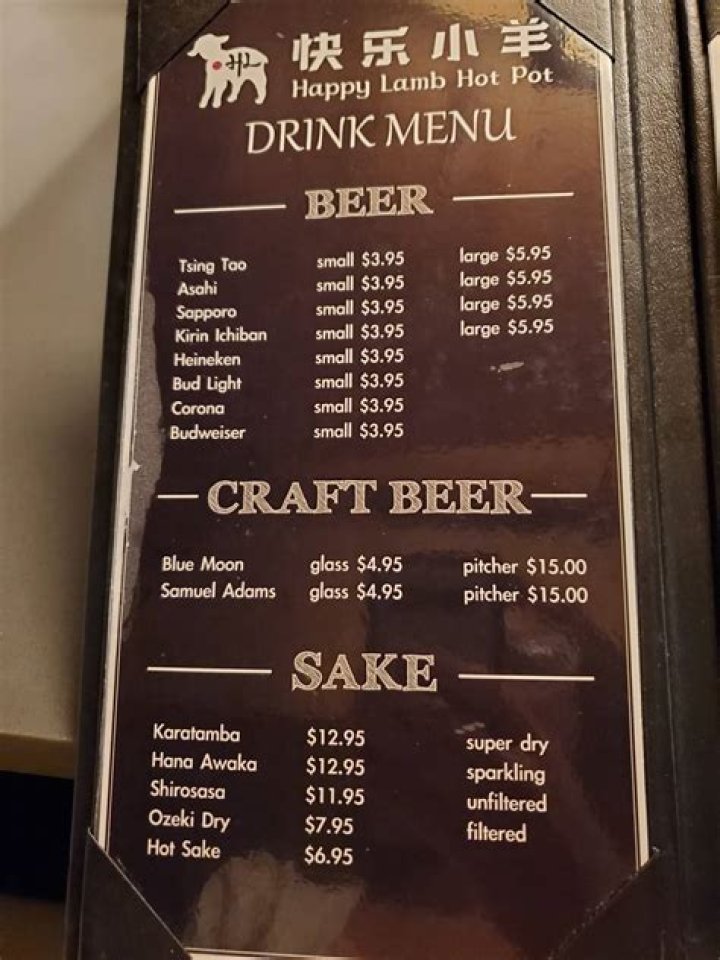 HL 快乐小羊
Happy Lamb Hot Pot
DRINK MENU
BEER
Tsing Tao small $3.95 large $5.95
Asahi small $3.95 large $5.95
Sapporo small $3.95 large $5.95
Kirin Ichiban small $3.95 large $5.95
Heineken small $3.95
Bud Light small $3.95
Corona small $3.95
Budweiser small $3.95
CRAFT BEER
Blue Moon glass $4.95 pitcher $15.00
Samuel Adams glass $4.95 pitcher $15.00
SAKE
Karatamba $12.95 super dry
Hana Awaka $12.95 sparkling
Shirosasa $11.95 unfiltered
Ozeki Dry $7.95 filtered
Hot Sake $6.95